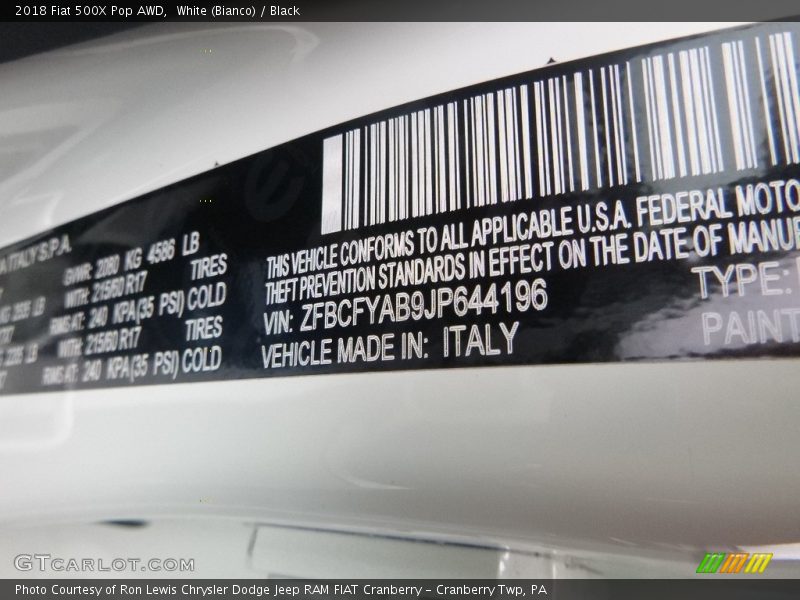 2018 Fiat 500X Pop AWD, White (Bianco) / Black
ITALY S.P.A.
GVWR: 2080 KG 4586 LB
WITH: 215/60 R17 TIRES
RIMS AT: 240 KPA(35 PSI) COLD
WITH: 215/60 R17 TIRES
RIMS AT: 240 KPA(35 PSI) COLD
THIS VEHICLE CONFORMS TO ALL APPLICABLE U.S.A. FEDERAL MOTO
THEFT PREVENTION STANDARDS IN EFFECT ON THE DATE OF MANUF
VIN: ZFBCFYAB9JP644196
TYPE:
VEHICLE MADE IN: ITALY
PAINT
GTCARLOT.COM
Photo Courtesy of Ron Lewis Chrysler Dodge Jeep RAM FIAT Cranberry - Cranberry Twp, PA